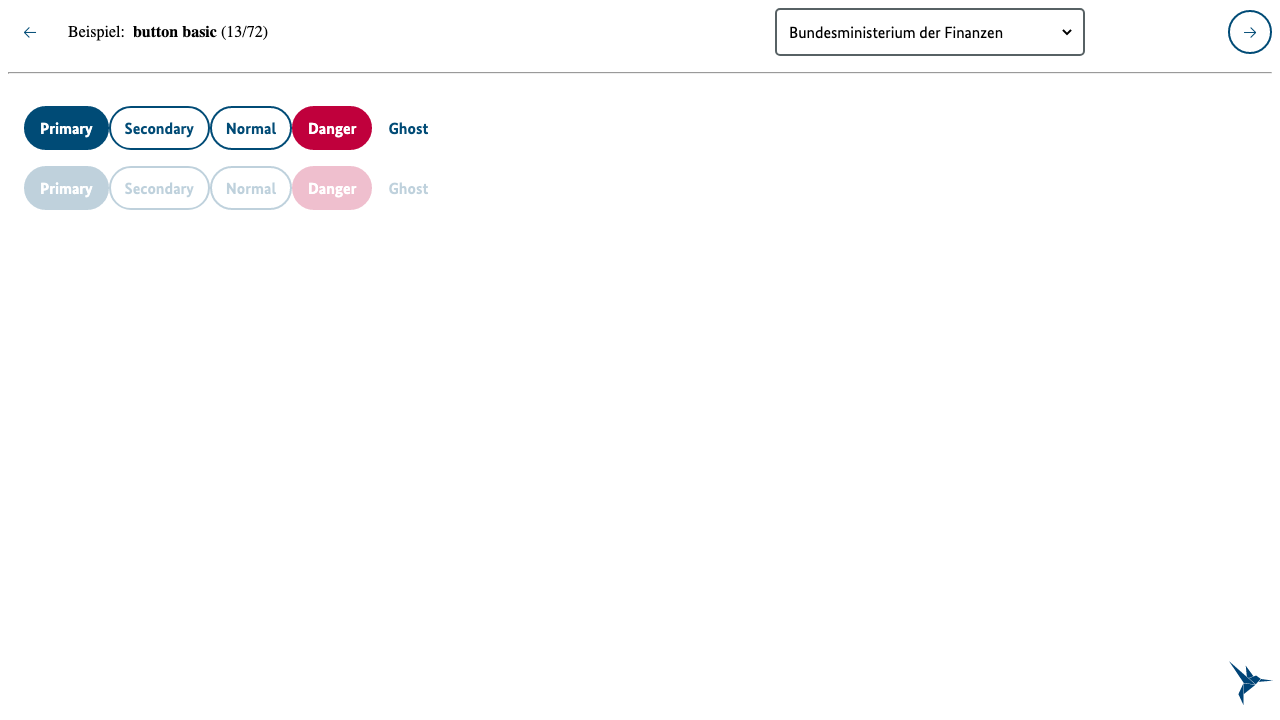 Beispiel: button basic (13/72) Bundesministerium der Finanzen
Primary Secondary Normal Danger Ghost
Primary Secondary Normal Danger Ghost